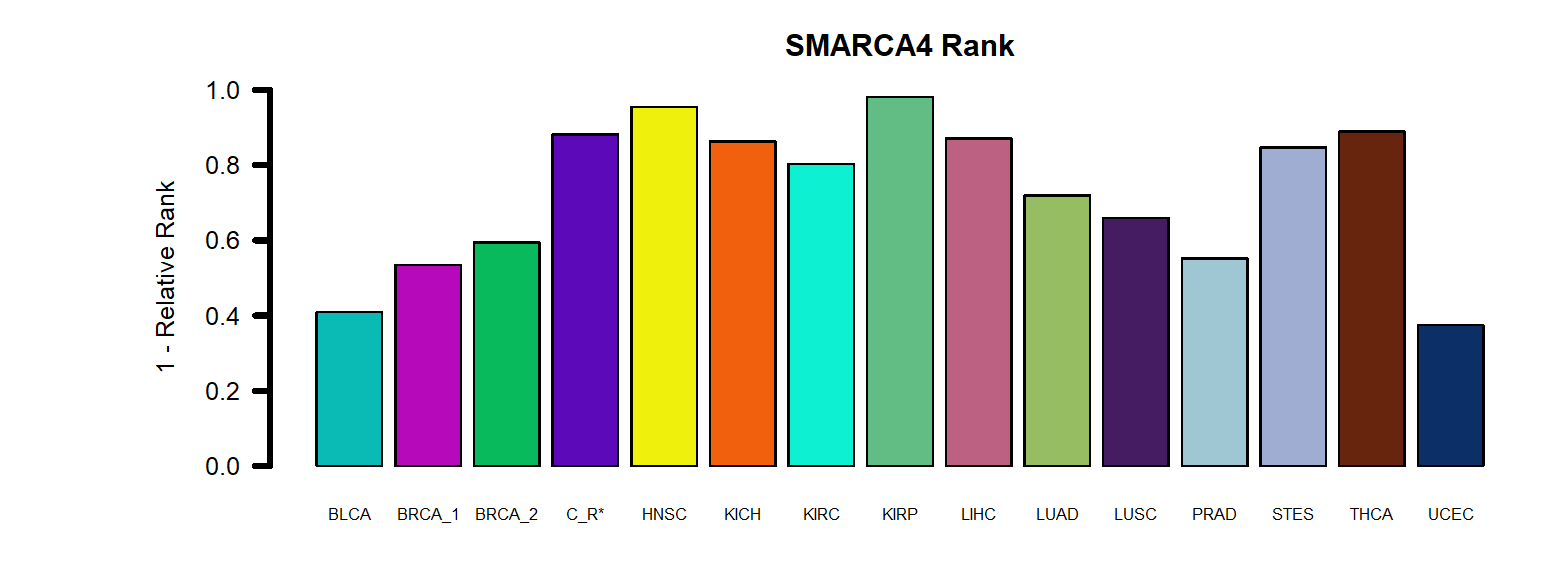 SMARCA4 Rank
1 - Relative Rank
1.0
0.8
0.6
0.4
0.2
0.0
BLCA BRCA_1 BRCA_2 C_R* HNSC KICH KIRC KIRP LIHC LUAD LUSC PRAD STES THCA UCEC